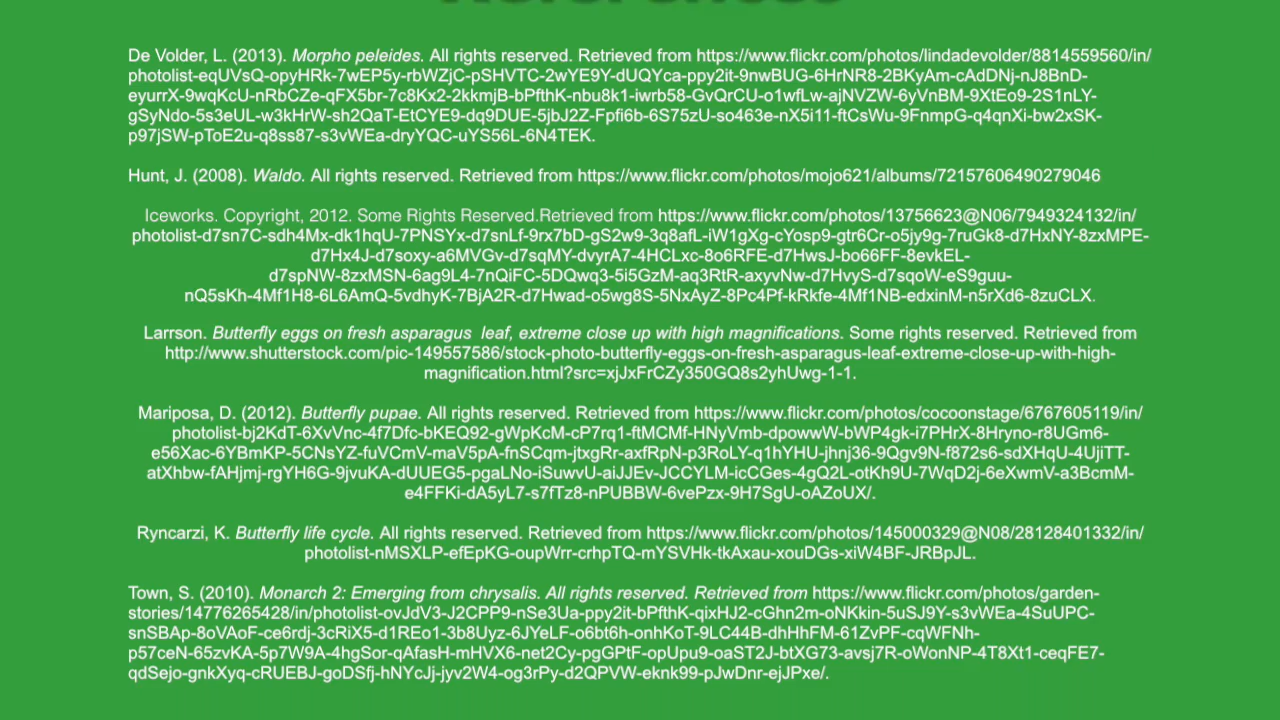 References
De Volder, L. (2013). Morpho peleides. All rights reserved. Retrieved from https://www.flickr.com/photos/lindadevolder/8814559560/in/
photolist-eqUVsQ-opyHRk-7wEP5y-rbWZjC-pSHVTC-2wYE9Y-dUQYca-ppy2it-9nwBUG-6HrNR8-2BKyAm-cAdDNj-nJ8BnD-
eyurrX-9wqKcU-nRbCZe-qFX5br-7c8Kx2-2kkmjB-bPfthK-nbu8k1-iwrb58-GvQrCU-o1wfLw-ajNVZW-6yVnBM-9XtEo9-2S1nLY-
gSyNdo-5s3eUL-w3kHrW-sh2QaT-EtCYE9-dq9DUE-5jbJ2Z-Fpfi6b-6S75zU-so463e-nX5i11-ftCsWu-9FnmpG-q4qnXi-bw2xSK-
p97jSW-pToE2u-q8ss87-s3vWEa-dryYQC-uYS56L-6N4TEK.
Hunt, J. (2008). Waldo. All rights reserved. Retrieved from https://www.flickr.com/photos/mojo621/albums/72157606490279046
Iceworks. Copyright, 2012. Some Rights Reserved.Retrieved from https://www.flickr.com/photos/13756623@N06/7949324132/in/
photolist-d7sn7C-sdh4Mx-dk1hqU-7PNSYx-d7snLf-9rx7bD-gS2w9-3q8afL-iW1gXg-cYosp9-gtr6Cr-o5jy9g-7ruGk8-d7HxNY-8zxMPE-
d7Hx4J-d7soxy-a6MVGv-d7sqMY-dvyrA7-4HCLxc-8o6RFE-d7HwsJ-bo66FF-8evkEL-
d7spNW-8zxMSN-6ag9L4-7nQiFC-5DQwq3-5i5GzM-aq3RtR-axyvNw-d7HvyS-d7sqoW-eS9guu-
nQ5sKh-4Mf1H8-6L6AmQ-5vdhyK-7BjA2R-d7Hwad-o5wg8S-5NxAyZ-8Pc4Pf-kRkfe-4Mf1NB-edxinM-n5rXd6-8zuCLX.
Larrson. Butterfly eggs on fresh asparagus  leaf, extreme close up with high magnifications. Some rights reserved. Retrieved from
http://www.shutterstock.com/pic-149557586/stock-photo-butterfly-eggs-on-fresh-asparagus-leaf-extreme-close-up-with-high-
magnification.html?src=xjJxFrCZy350GQ8s2yhUwg-1-1.
Mariposa, D. (2012). Butterfly pupae. All rights reserved. Retrieved from https://www.flickr.com/photos/cocoonstage/6767605119/in/
photolist-bj2KdT-6XvVnc-4f7Dfc-bKEQ92-gWpKcM-cP7rq1-ftMCMf-HNyVmb-dpowwW-bWP4gk-i7PHrX-8Hryno-r8UGm6-
e56Xac-6YBmKP-5CNsYZ-fuVCmV-maV5pA-fnSCqm-jtxgRr-axfRpN-p3RoLY-q1hYHU-jhnj36-9Qgv9N-f872s6-sdXHqU-4UjiTT-
atXhbw-fAHjmj-rgYH6G-9jvuKA-dUUEG5-pgaLNo-iSuwvU-aiJJEv-JCCYLM-icCGes-4gQ2L-otKh9U-7WqD2j-6eXwmV-a3BcmM-
e4FFKi-dA5yL7-s7fTz8-nPUBBW-6vePzx-9H7SgU-oAZoUX/.
Ryncarzi, K. Butterfly life cycle. All rights reserved. Retrieved from https://www.flickr.com/photos/145000329@N08/28128401332/in/
photolist-nMSXLP-efEpKG-oupWrr-crhpTQ-mYSVHk-tkAxau-xouDGs-xiW4BF-JRBpJL.
Town, S. (2010). Monarch 2: Emerging from chrysalis. All rights reserved. Retrieved from https://www.flickr.com/photos/garden-
stories/14776265428/in/photolist-ovJdV3-J2CPP9-nSe3Ua-ppy2it-bPfthK-qixHJ2-cGhn2m-oNKkin-5uSJ9Y-s3vWEa-4SuUPC-
snSBAp-8oVAoF-ce6rdj-3cRiX5-d1REo1-3b8Uyz-6JYeLF-o6bt6h-onhKoT-9LC44B-dhHhFM-61ZvPF-cqWFNh-
p57ceN-65zvKA-5p7W9A-4hgSor-qAfasH-mHVX6-net2Cy-pgGPtF-opUpu9-oaST2J-btXG73-avsj7R-oWonNP-4T8Xt1-ceqFE7-
qdSejo-gnkXyq-cRUEBJ-goDSfj-hNYcJj-jyv2W4-og3rPy-d2QPVW-eknk99-pJwDnr-ejJPxe/.